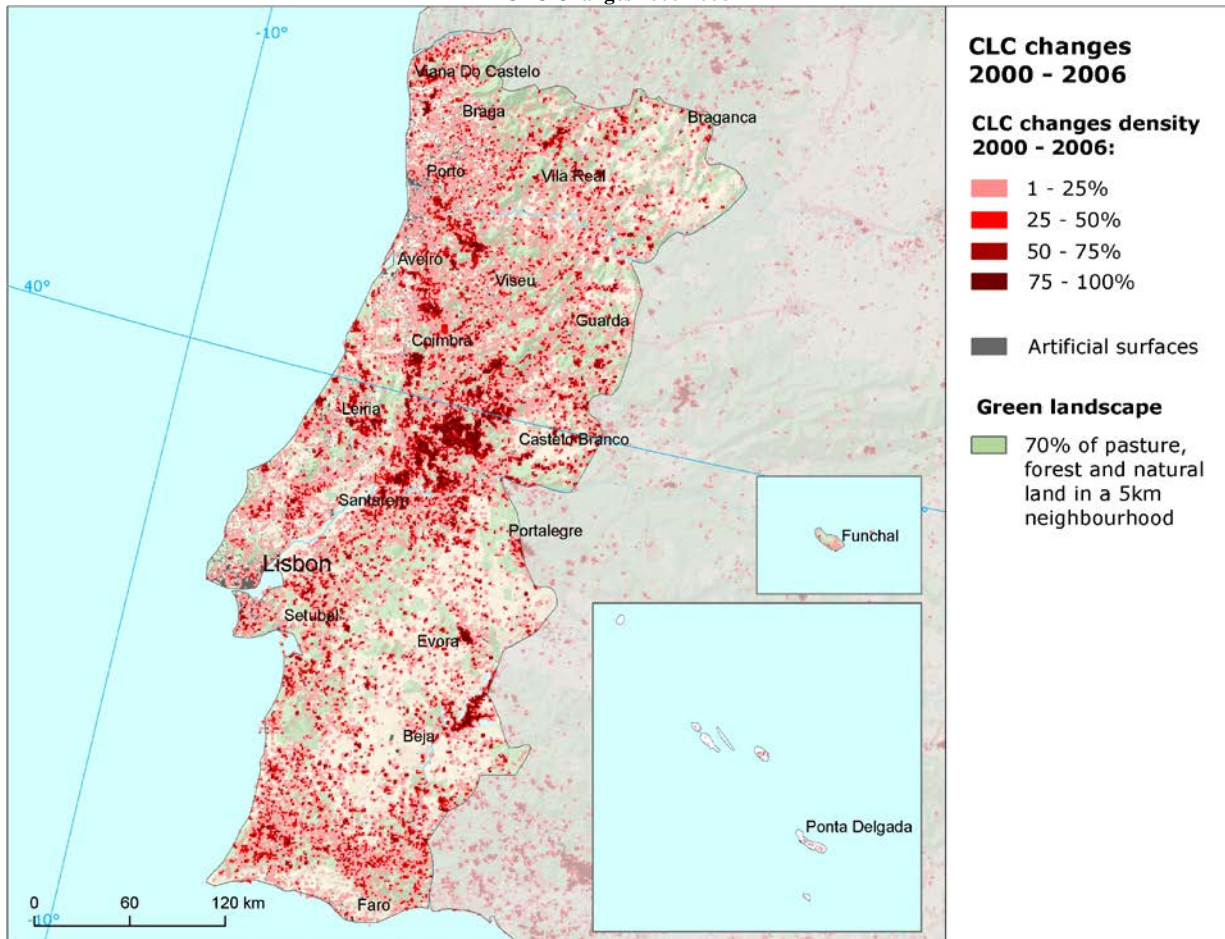 -10°
40°
Viana Do Castelo
Braga
Braganca
Porto
Vila Real
Aveiro
Viseu
Guarda
Coimbra
Leiria
Castelo Branco
Santarem
Portalegre
Lisbon
Setubal
Evora
Beja
Faro
Funchal
Ponta Delgada
0 60 120 km
-10°
CLC changes
2000 - 2006
CLC changes density
2000 - 2006:
1 - 25%
25 - 50%
50 - 75%
75 - 100%
Artificial surfaces
Green landscape
70% of pasture,
forest and natural
land in a 5km
neighbourhood